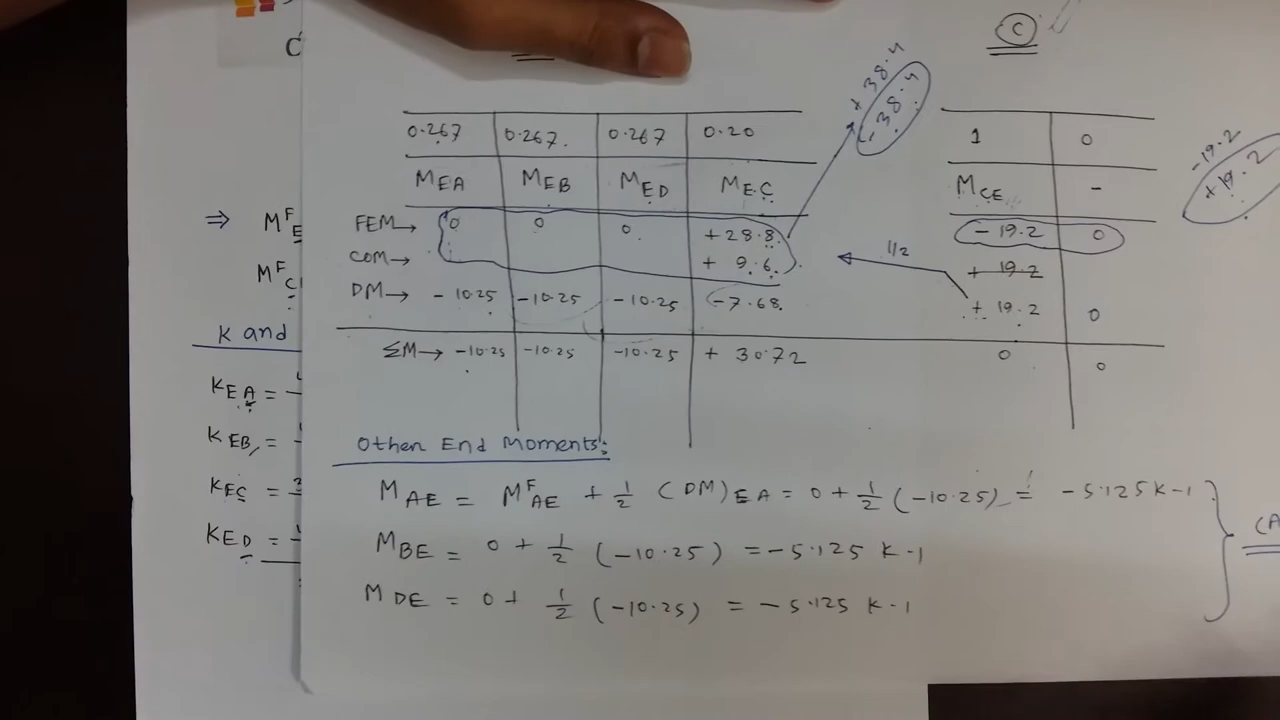 C
C
+38.4
-38.4
0.267 0.267. 0.267 0.20
1 0
-19.2
+19.2
MEA MEB MED MEC
MCE -
⇒ MFE
FEM→ 0 0 0. +28.8
-19.2 0
COM→ + 9.6
1/2
+ 19.2
MFC
DM→ -10.25 -10.25 -10.25 -7.68
+ 19.2 0
K and
ΣM→ -10.25 -10.25 -10.25 + 30.72
0 0
KEA =
KEB =
KEC = 3
KED =
Other End Moments:
MAE = MFAE + 1/2 (DM)EA = 0 + 1/2 (-10.25) = -5.125 K-1
MBE = 0 + 1/2 (-10.25) = -5.125 K-1
MDE = 0 + 1/2 (-10.25) = -5.125 K-1
(A